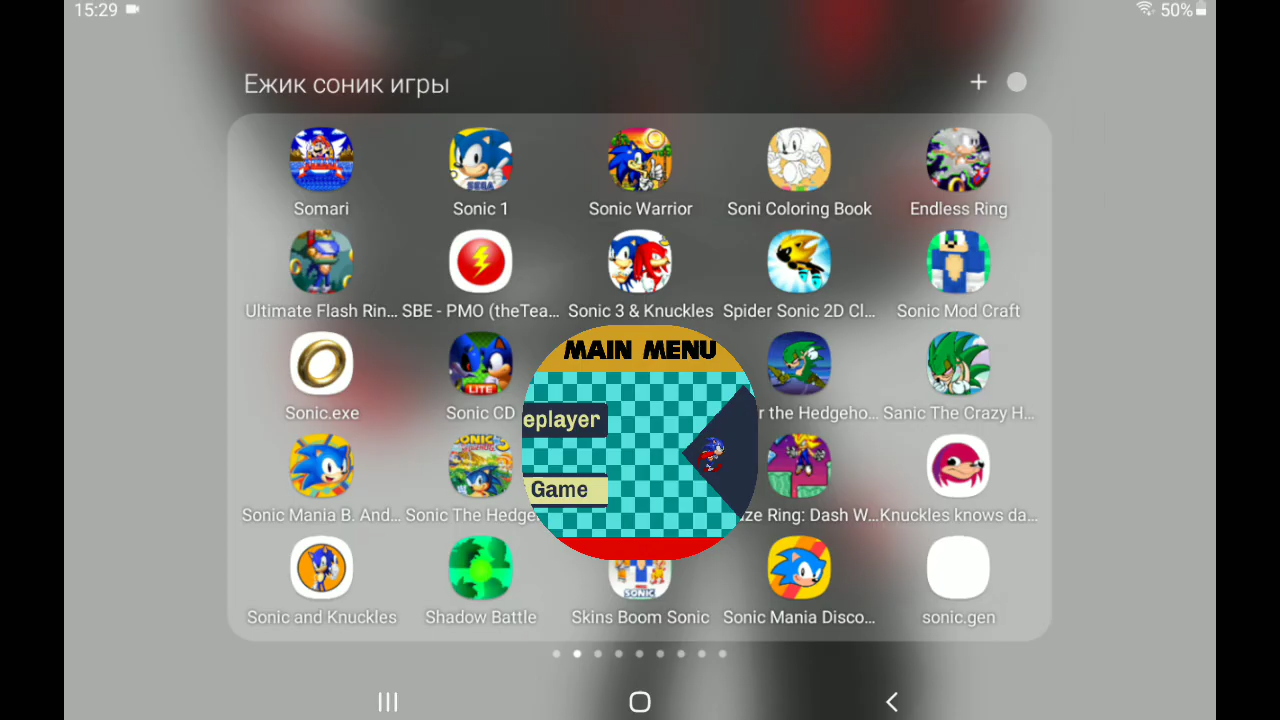 15:29
50%
Ежик соник игры
Somari
Sonic 1
Sonic Warrior
Soni Coloring Book
Endless Ring
SEGA
Ultimate Flash Rin...
SBE - PMO (theTea...
Sonic 3 & Knuckles
Spider Sonic 2D Cl...
Sonic Mod Craft
MAIN MENU
LITE
Sonic.exe
Sonic CD
r the Hedgeho...
Sanic The Crazy H...
eplayer
Game
Sonic Mania B. And...
Sonic The Hedge
ze Ring: Dash W...
Knuckles knows da...
SONIC
Sonic and Knuckles
Shadow Battle
Skins Boom Sonic
Sonic Mania Disco...
sonic.gen